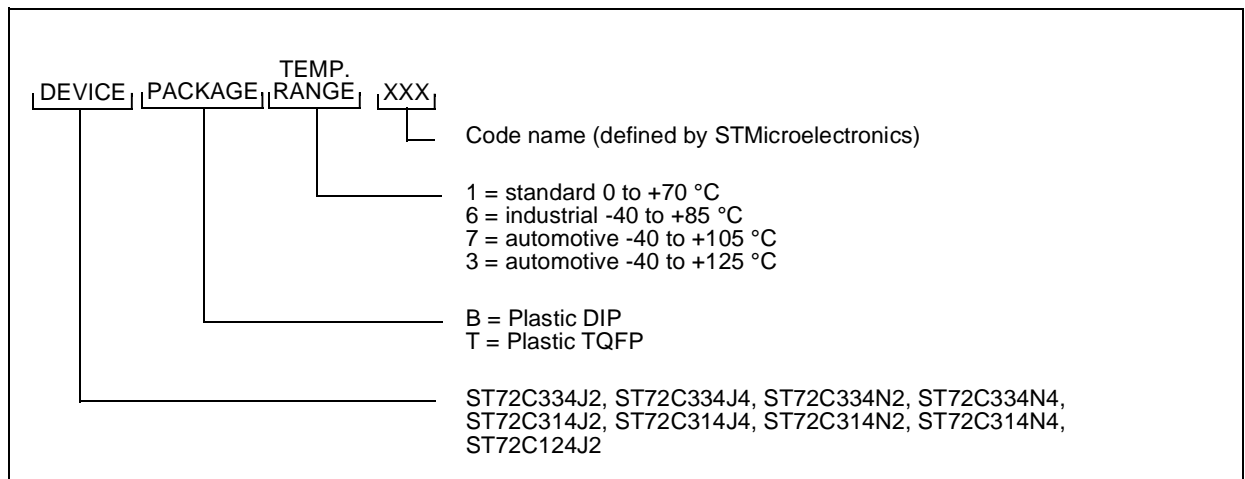 TEMP.
DEVICE PACKAGE RANGE XXX
Code name (defined by STMicroelectronics)
1 = standard 0 to +70 °C
6 = industrial -40 to +85 °C
7 = automotive -40 to +105 °C
3 = automotive -40 to +125 °C
B = Plastic DIP
T = Plastic TQFP
ST72C334J2, ST72C334J4, ST72C334N2, ST72C334N4,
ST72C314J2, ST72C314J4, ST72C314N2, ST72C314N4,
ST72C124J2